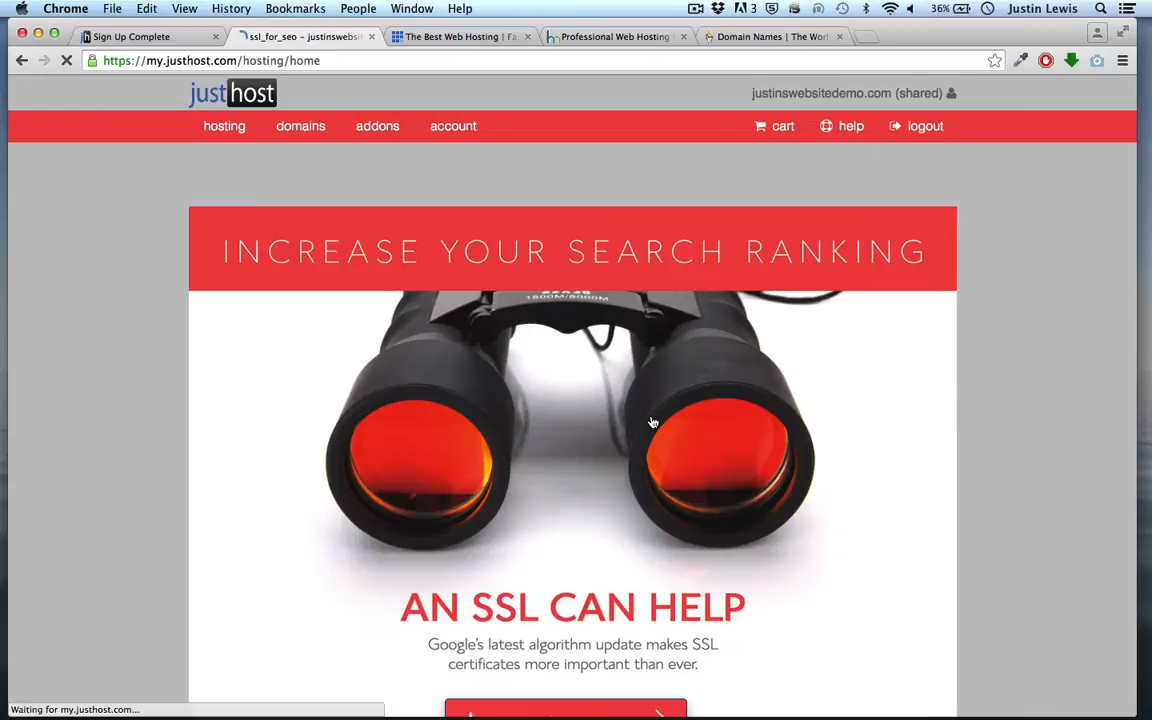 Chrome File Edit View History Bookmarks People Window Help 3 36% Justin Lewis
Sign Up Complete ssl_for_seo – justinswebsi The Best Web Hosting | Fa Professional Web Hosting Domain Names | The Worl
https://my.justhost.com/hosting/home
justhost justinswebsitedemo.com (shared)
hosting domains addons account cart help logout
INCREASE YOUR SEARCH RANKING
AN SSL CAN HELP
Google's latest algorithm update makes SSL
certificates more important than ever.
Waiting for my.justhost.com...